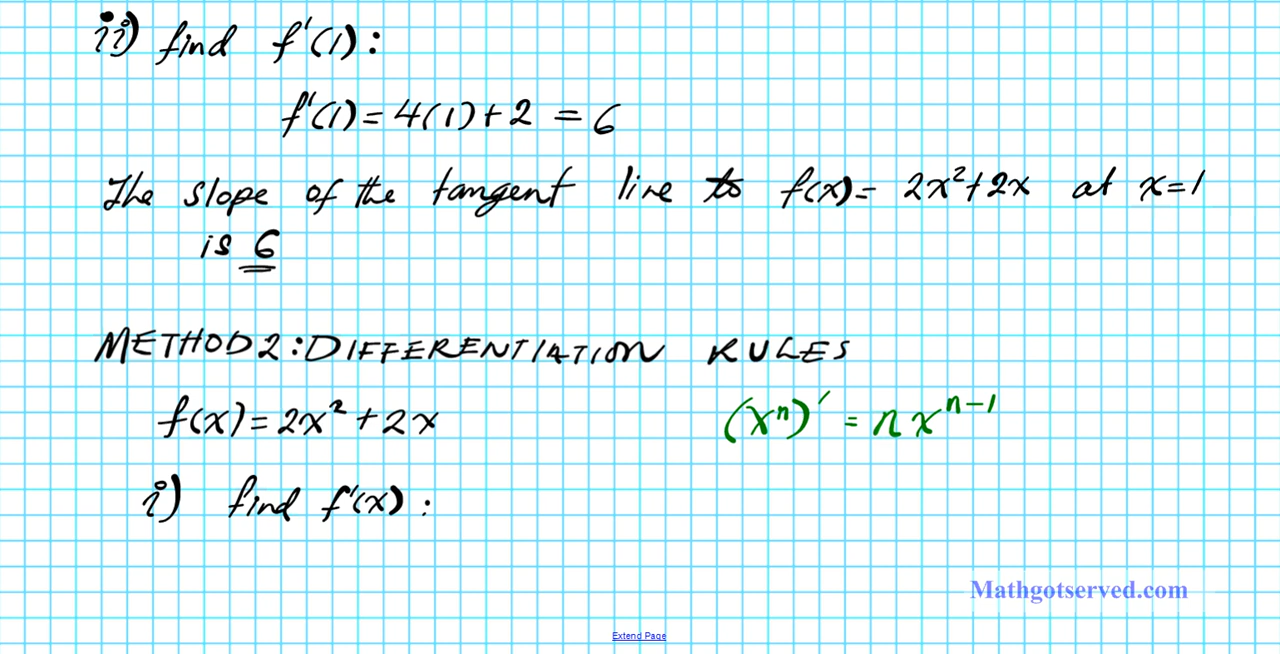 ii) find f'(1):
f'(1) = 4(1) + 2 = 6
The slope of the tangent line to f(x) = 2x² + 2x at x=1
is 6
METHOD 2: DIFFERENTIATION RULES
f(x) = 2x² + 2x (xⁿ)' = nxⁿ⁻¹
i) find f'(x) :
Mathgotserved.com
Extend Page